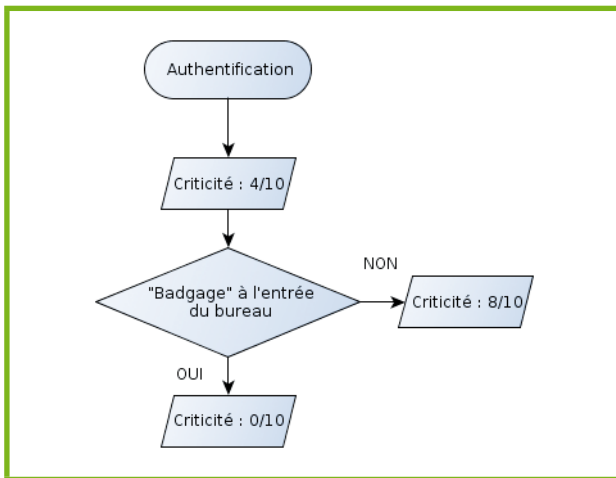 Authentification
Criticité : 4/10
"Badgage" à l'entrée
du bureau
NON
Criticité : 8/10
OUI
Criticité : 0/10